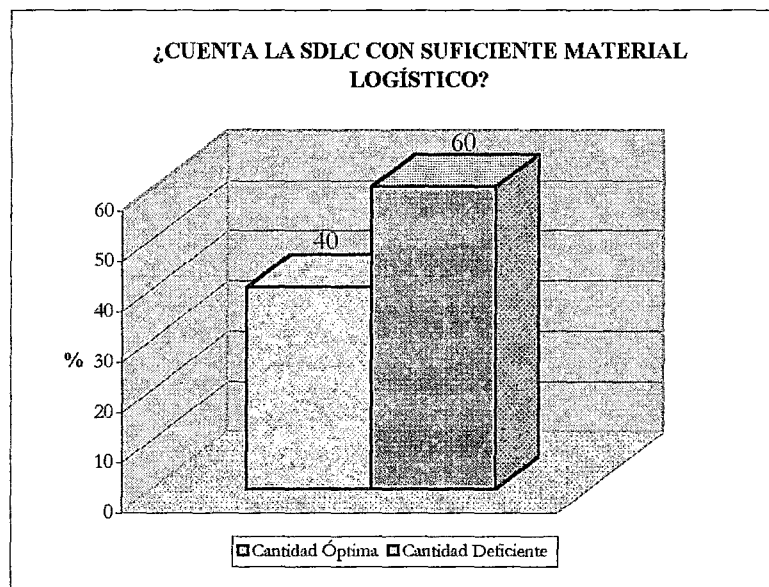 ¿CUENTA LA SDLC CON SUFICIENTE MATERIAL
LOGÍSTICO?
60
40
60
50
40
%
30
20
10
0
Cantidad Óptima
Cantidad Deficiente